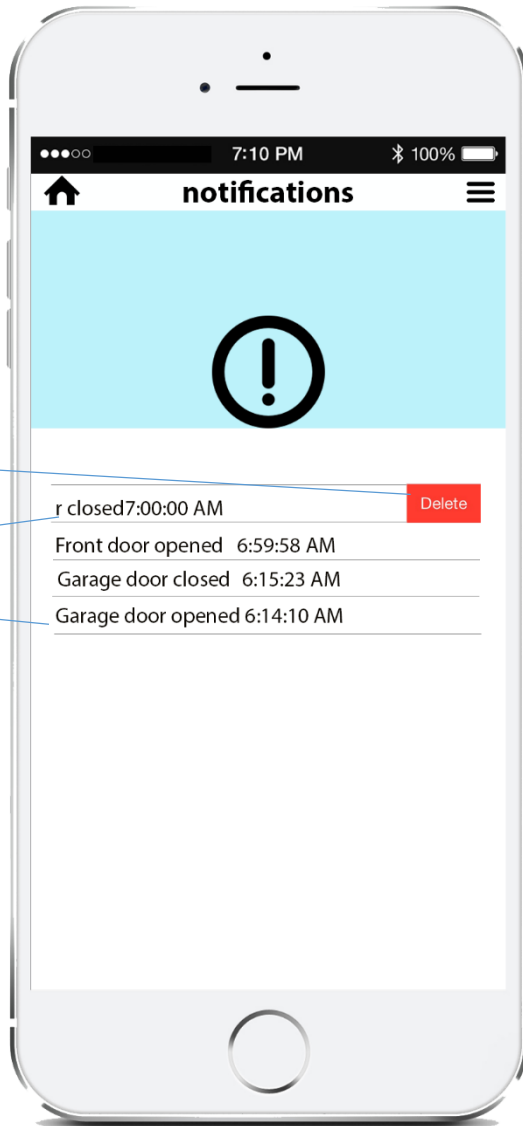 7:10 PM 100%
notifications
r closed7:00:00 AM Delete
Front door opened 6:59:58 AM
Garage door closed 6:15:23 AM
Garage door opened 6:14:10 AM